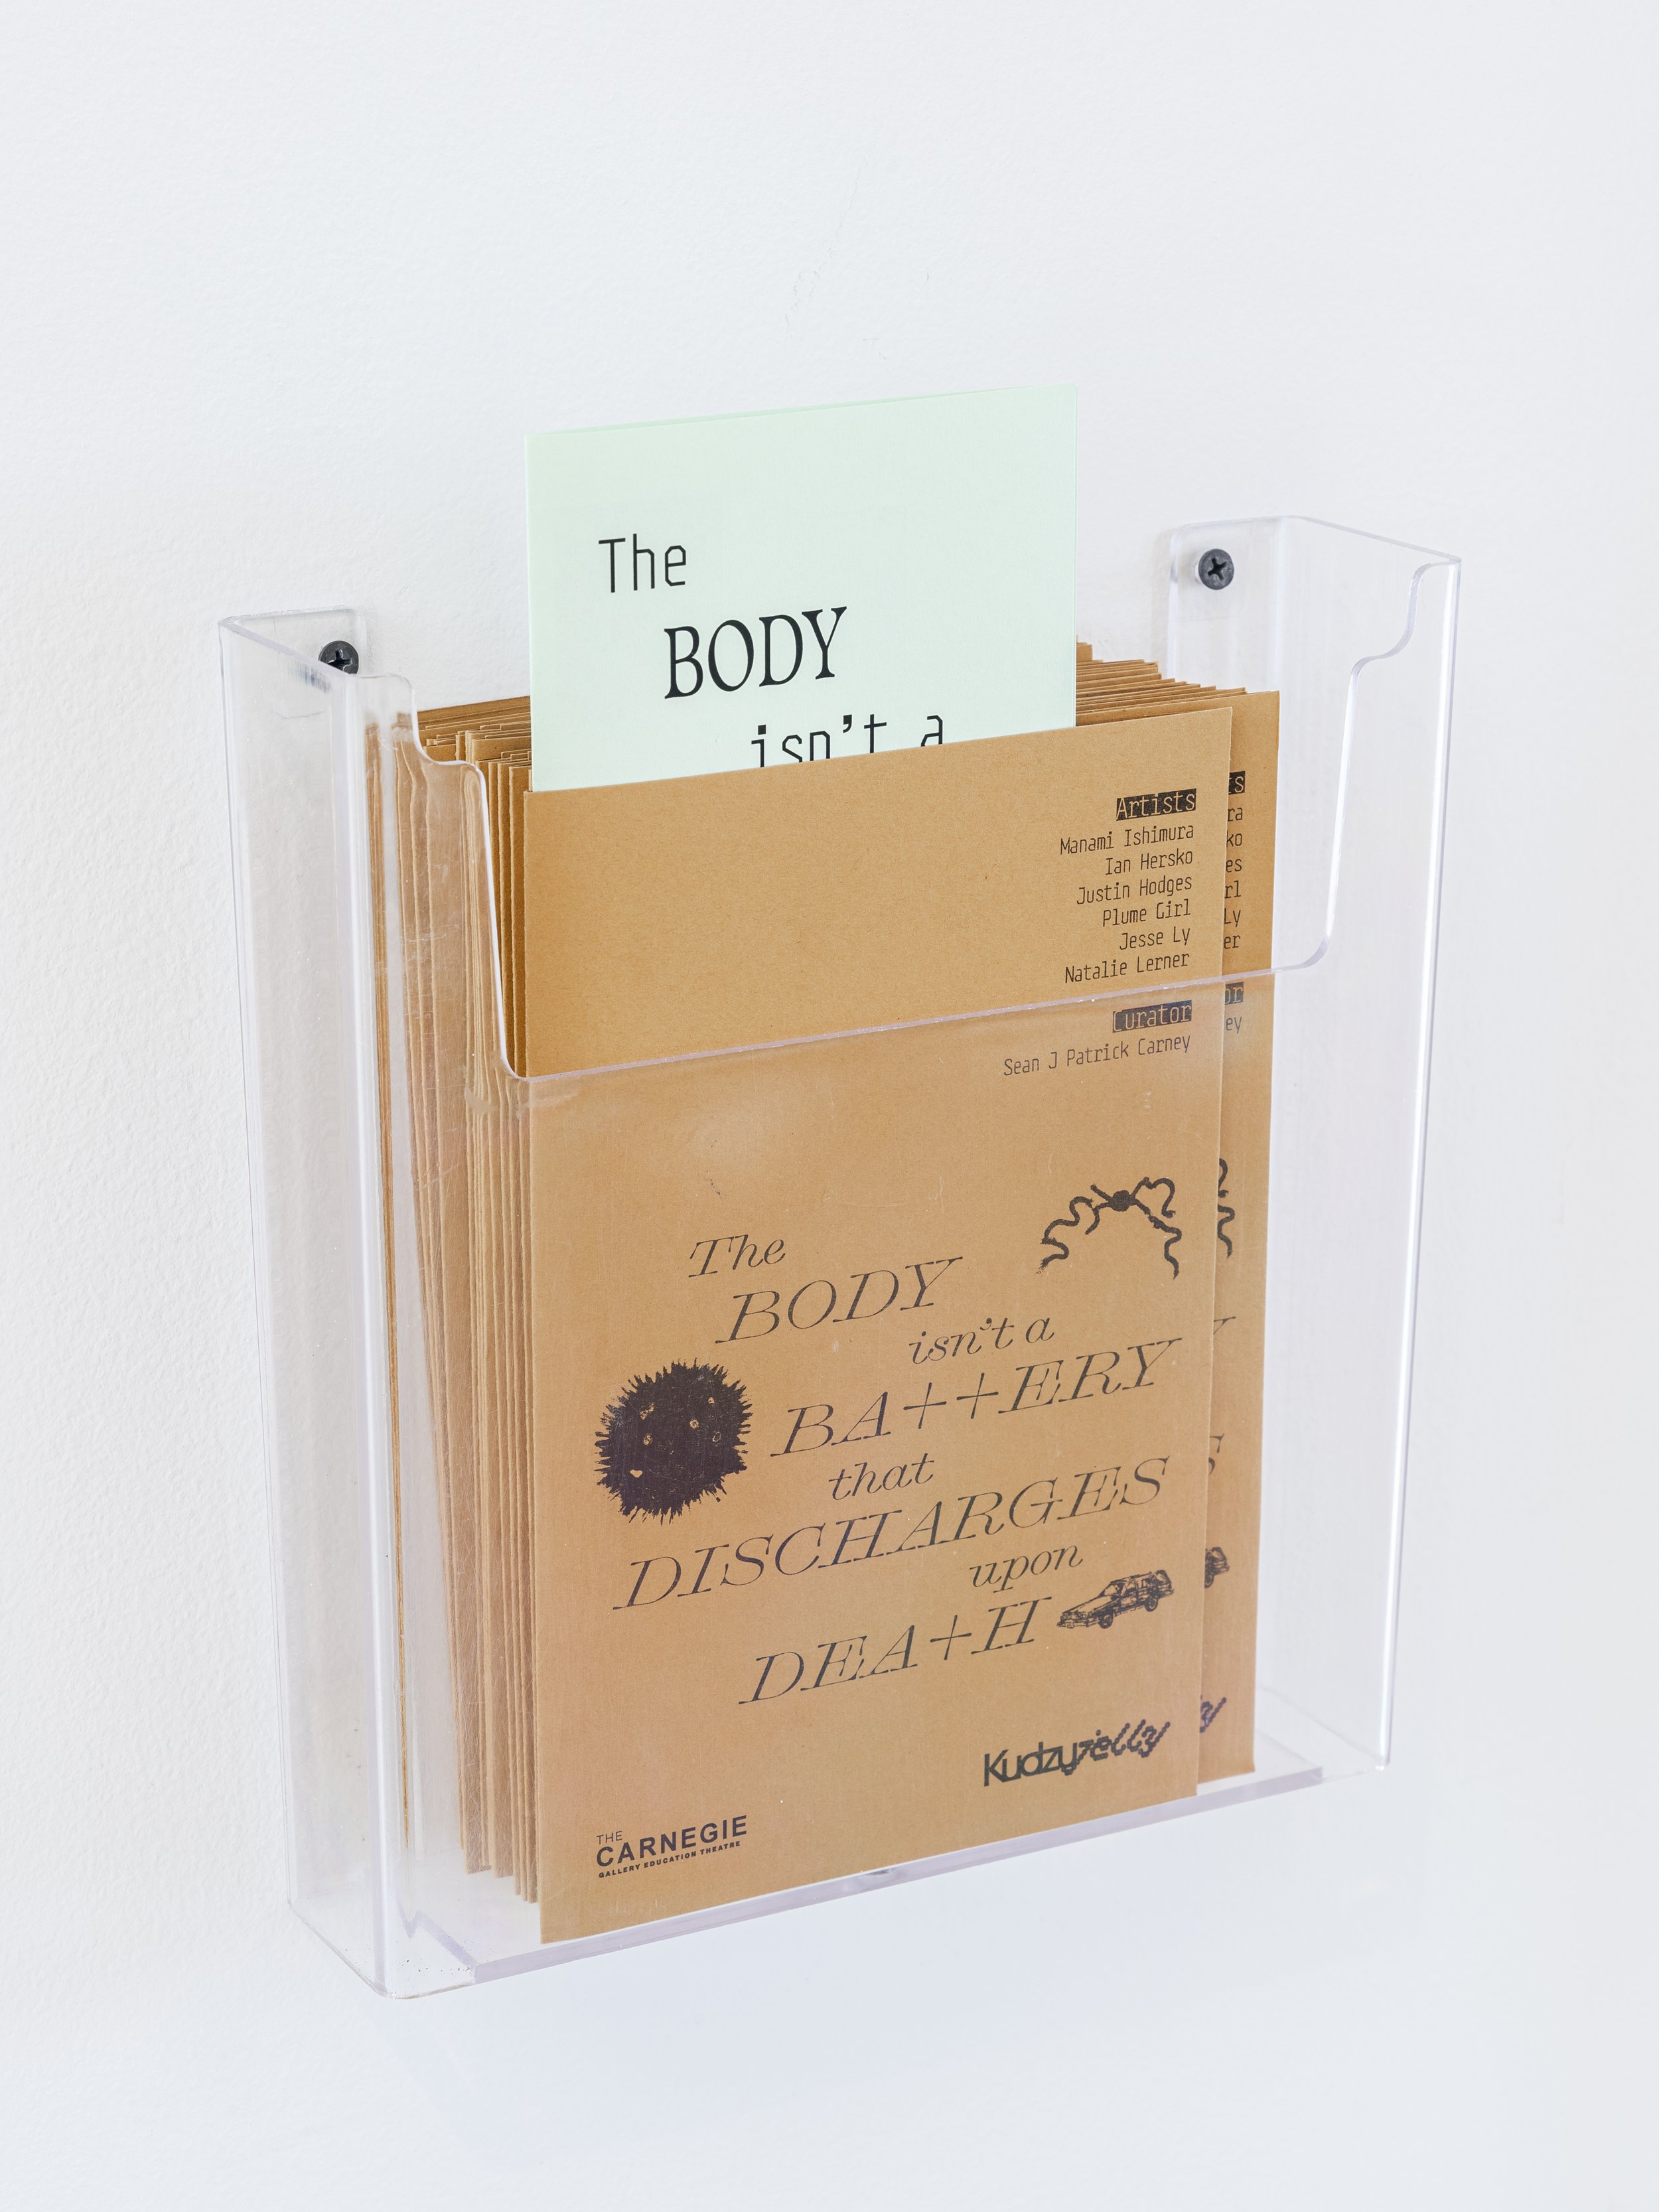 The
BODY
isn't a
Artists
Manami Ishimura
Ian Hersko
Justin Hodges
Plume Girl
Jesse Ly
Natalie Lerner
Curator
Sean J Patrick Carney
The
BODY
isn't a
BA++ERY
that
DISCHARGES
upon
DEA+H
Kudzujelly
THE
CARNEGIE
GALLERY EDUCATION THEATRE